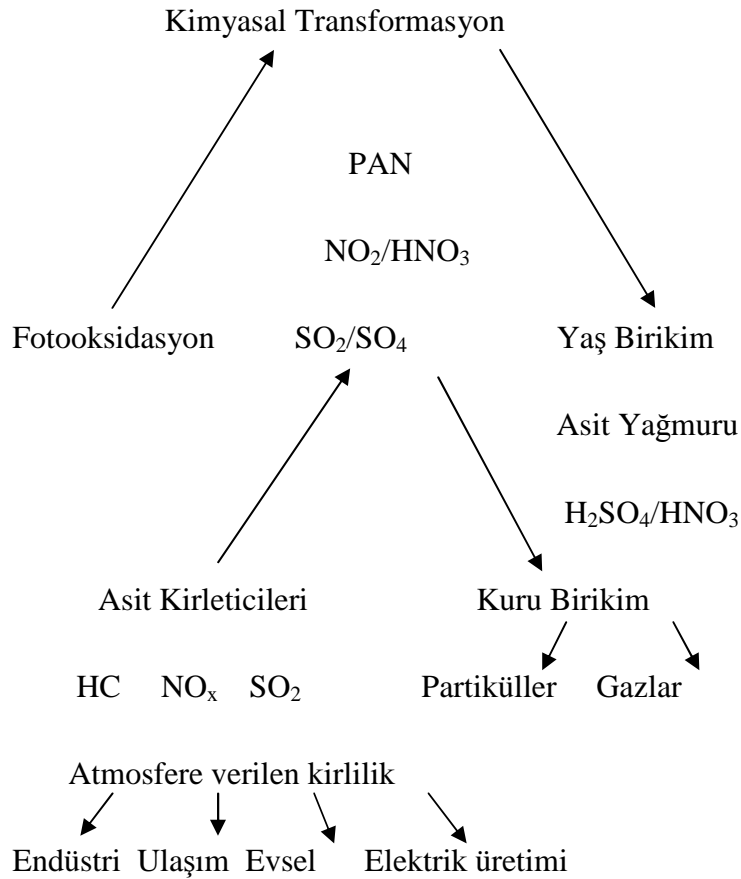 Kimyasal Transformasyon
PAN
NO₂/HNO₃
Fotooksidasyon SO₂/SO₄ Yaş Birikim
Asit Yağmuru
H₂SO₄/HNO₃
Asit Kirleticileri Kuru Birikim
HC NOₓ SO₂ Partiküller Gazlar
Atmosfere verilen kirlilik
Endüstri Ulaşım Evsel Elektrik üretimi